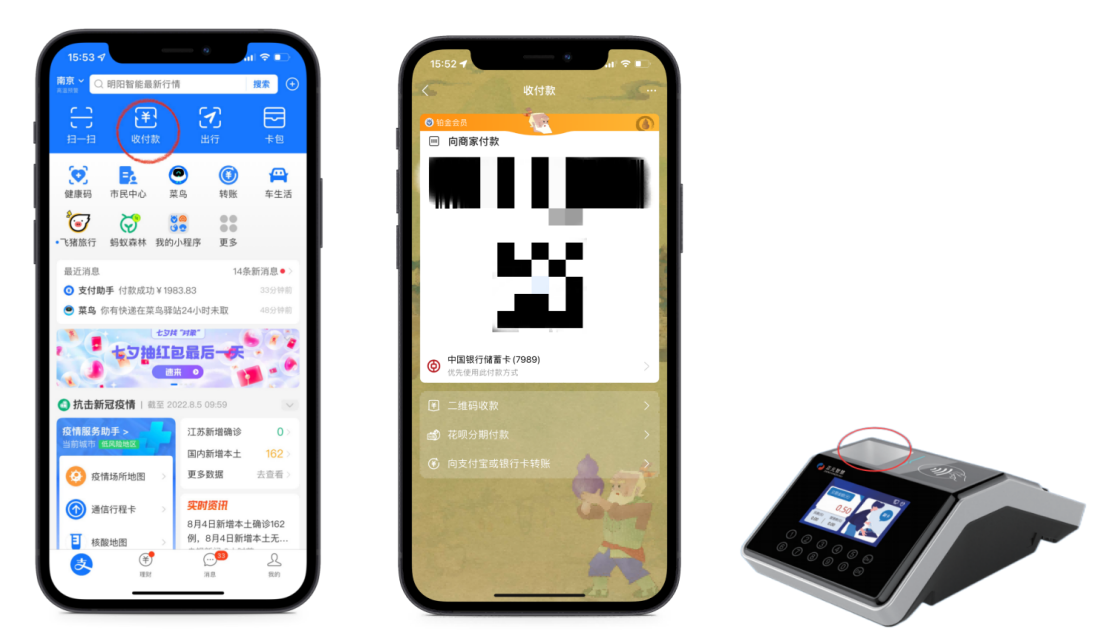 15:53
南京
明阳智能最新行情
搜索
扫一扫
收付款
出行
卡包
健康码
市民中心
菜鸟
转账
车生活
飞猪旅行
蚂蚁森林
我的小程序
更多
最近消息
14条新消息
支付助手 付款成功¥1983.83
33分钟前
菜鸟 你有快递在菜鸟驿站24小时未取
48分钟前
七夕找"对象"
七夕抽红包最后一天
抗击新冠疫情 | 截至 2022.8.5 09:59
疫情服务助手 >
当前城市 低风险地区
疫情场所地图
通信行程卡
核酸地图
江苏新增确诊 0
国内新增本土 162
更多数据 去查看
实时资讯
8月4日新增本土确诊162
例，8月4日新增本土无...
支
理财
33
消息
我的
15:52
收付款
铂金会员
向商家付款
中国银行储蓄卡(7989)
优先使用此付款方式
二维码收款
花呗分期付款
向支付宝或银行卡转账
0.50